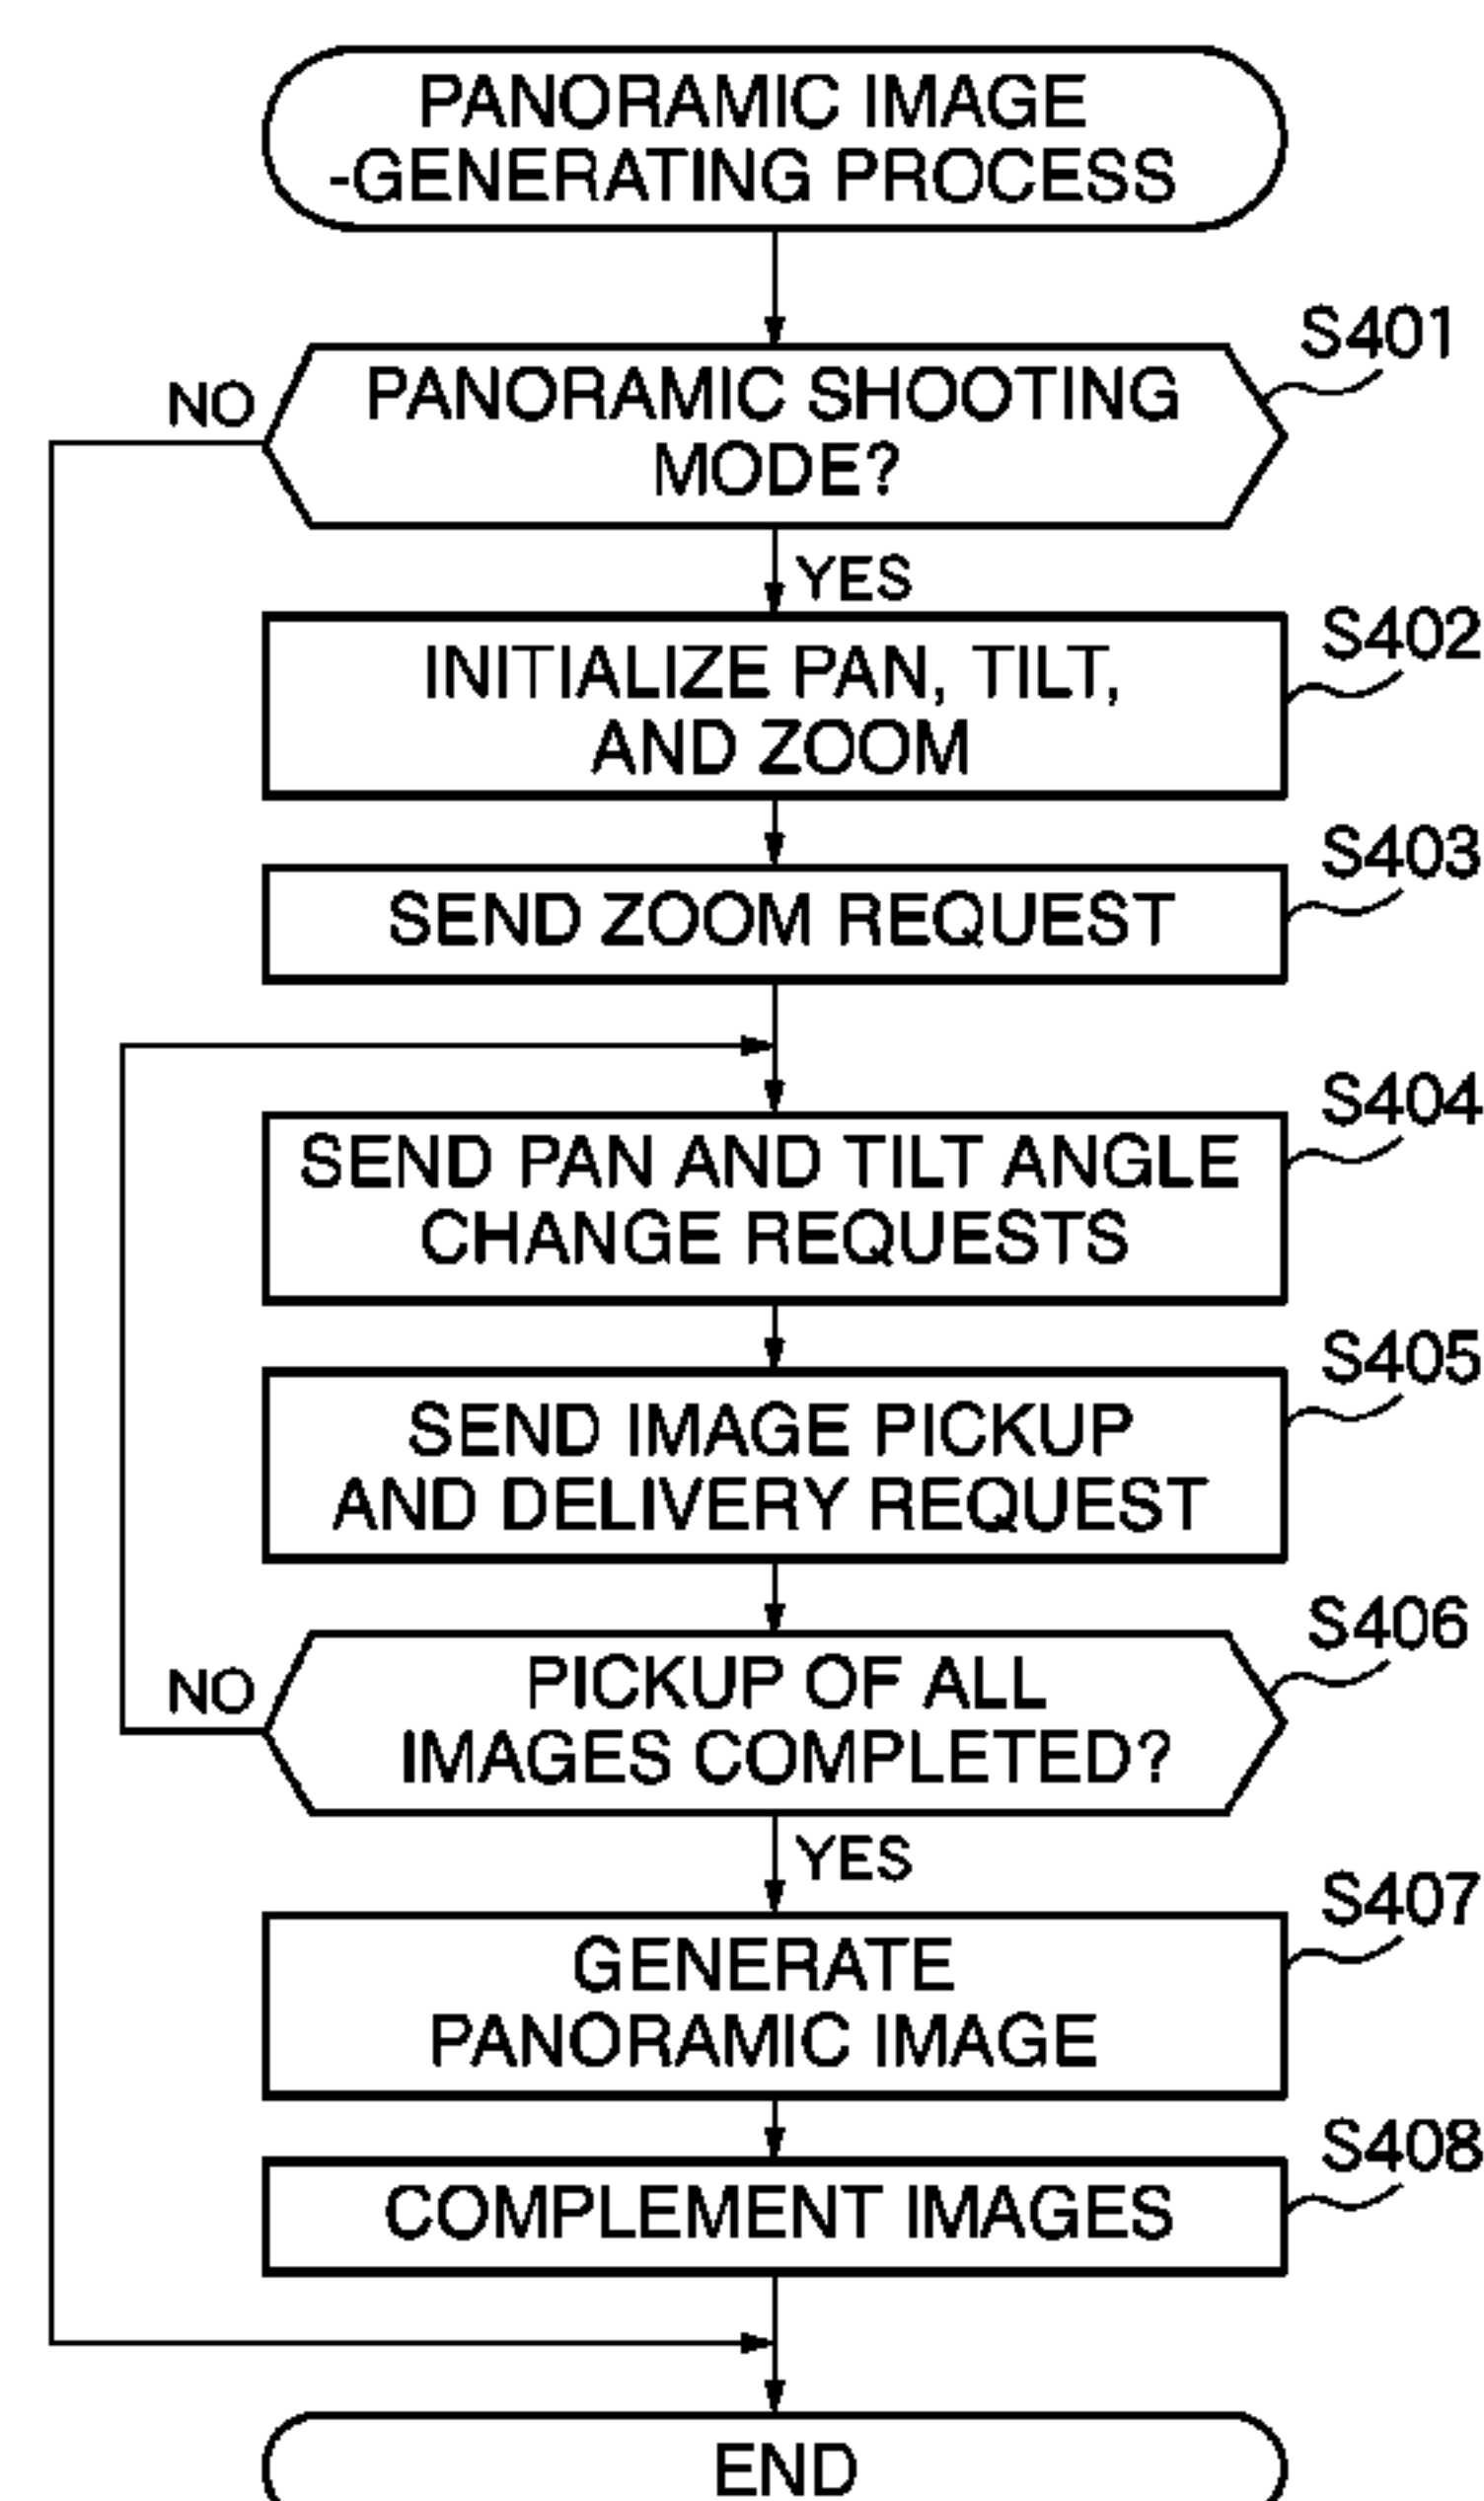 PANORAMIC IMAGE
-GENERATING PROCESS
S401
NO
PANORAMIC SHOOTING
MODE?
YES
S402
INITIALIZE PAN, TILT,
AND ZOOM
S403
SEND ZOOM REQUEST
S404
SEND PAN AND TILT ANGLE
CHANGE REQUESTS
S405
SEND IMAGE PICKUP
AND DELIVERY REQUEST
S406
NO
PICKUP OF ALL
IMAGES COMPLETED?
YES
S407
GENERATE
PANORAMIC IMAGE
S408
COMPLEMENT IMAGES
END